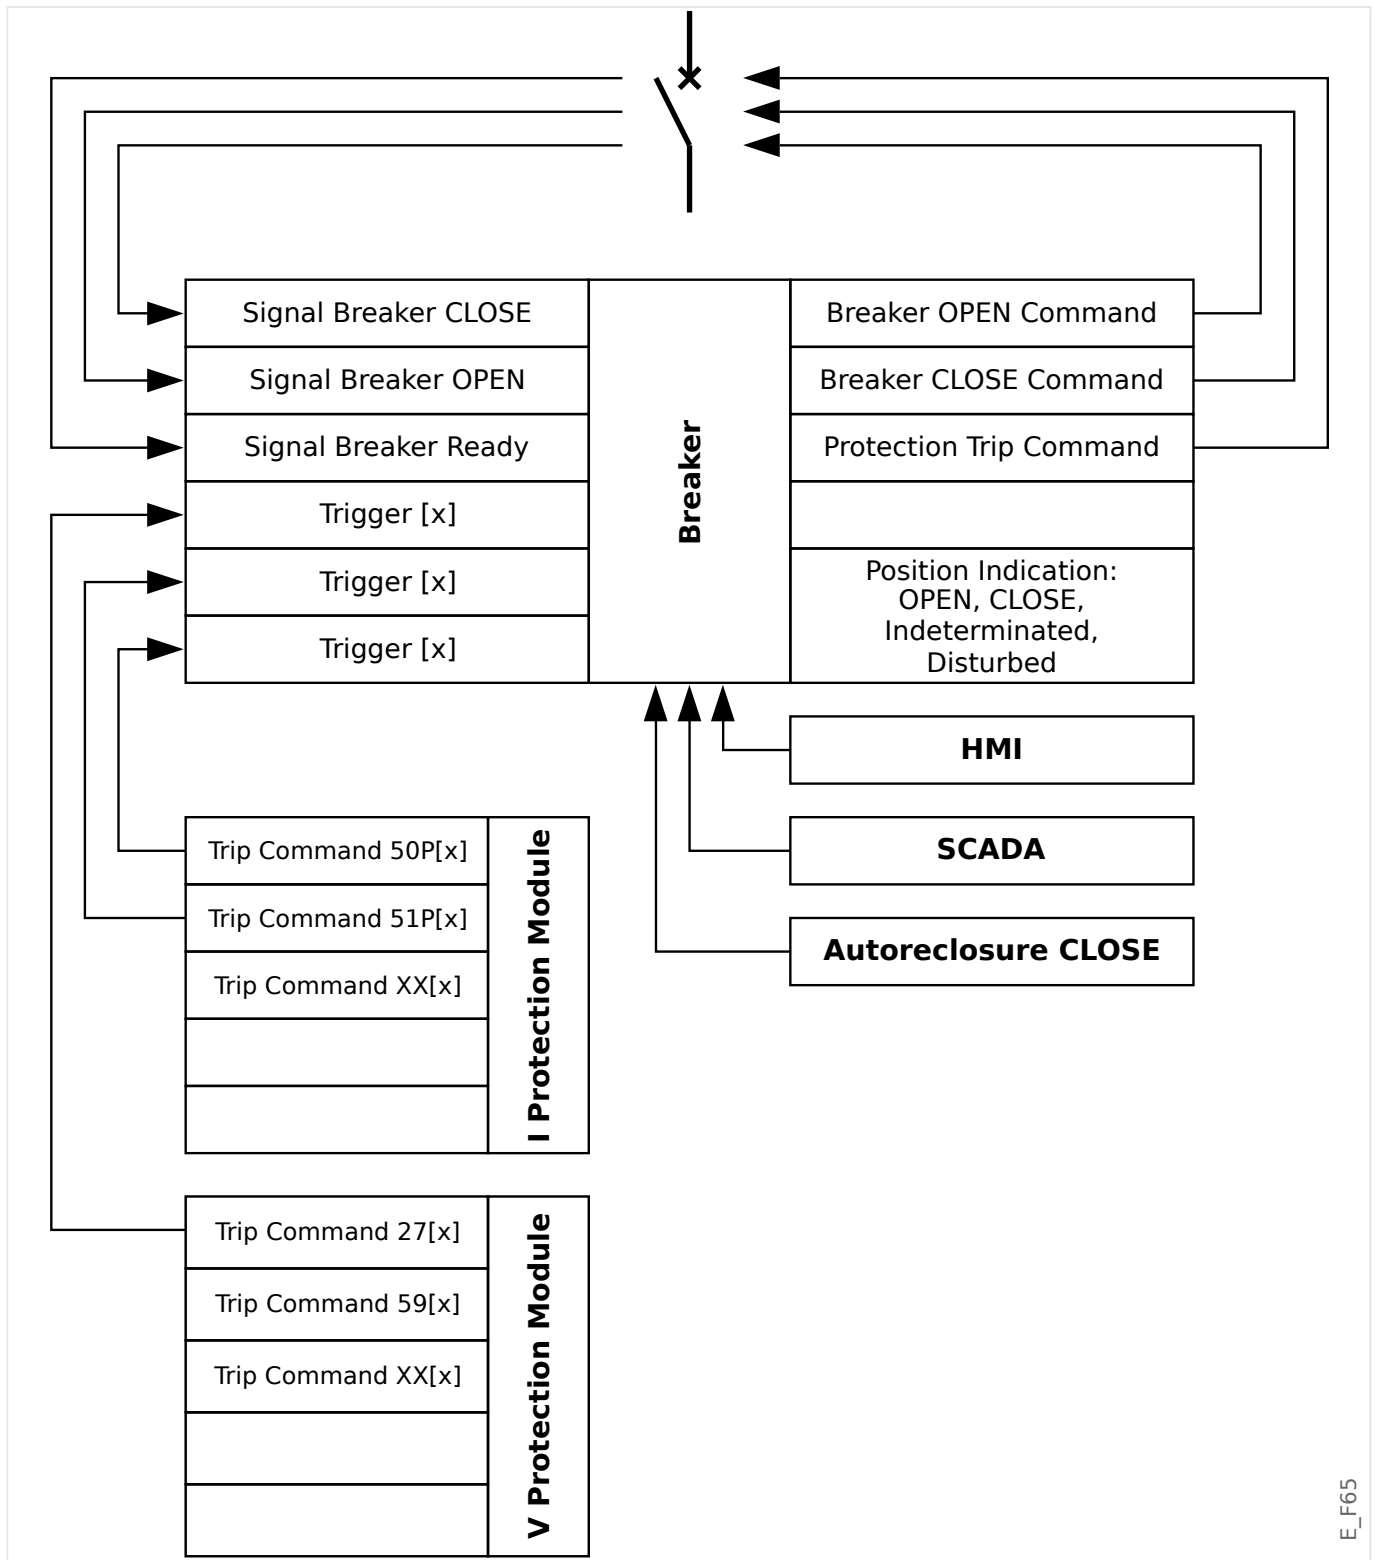 Signal Breaker CLOSE
Signal Breaker OPEN
Signal Breaker Ready
Trigger [x]
Trigger [x]
Trigger [x]
Breaker
Breaker OPEN Command
Breaker CLOSE Command
Protection Trip Command
Position Indication:
OPEN, CLOSE,
Indeterminated,
Disturbed
HMI
SCADA
Autoreclosure CLOSE
Trip Command 50P[x]
Trip Command 51P[x]
Trip Command XX[x]
I Protection Module
Trip Command 27[x]
Trip Command 59[x]
Trip Command XX[x]
V Protection Module
E_F65